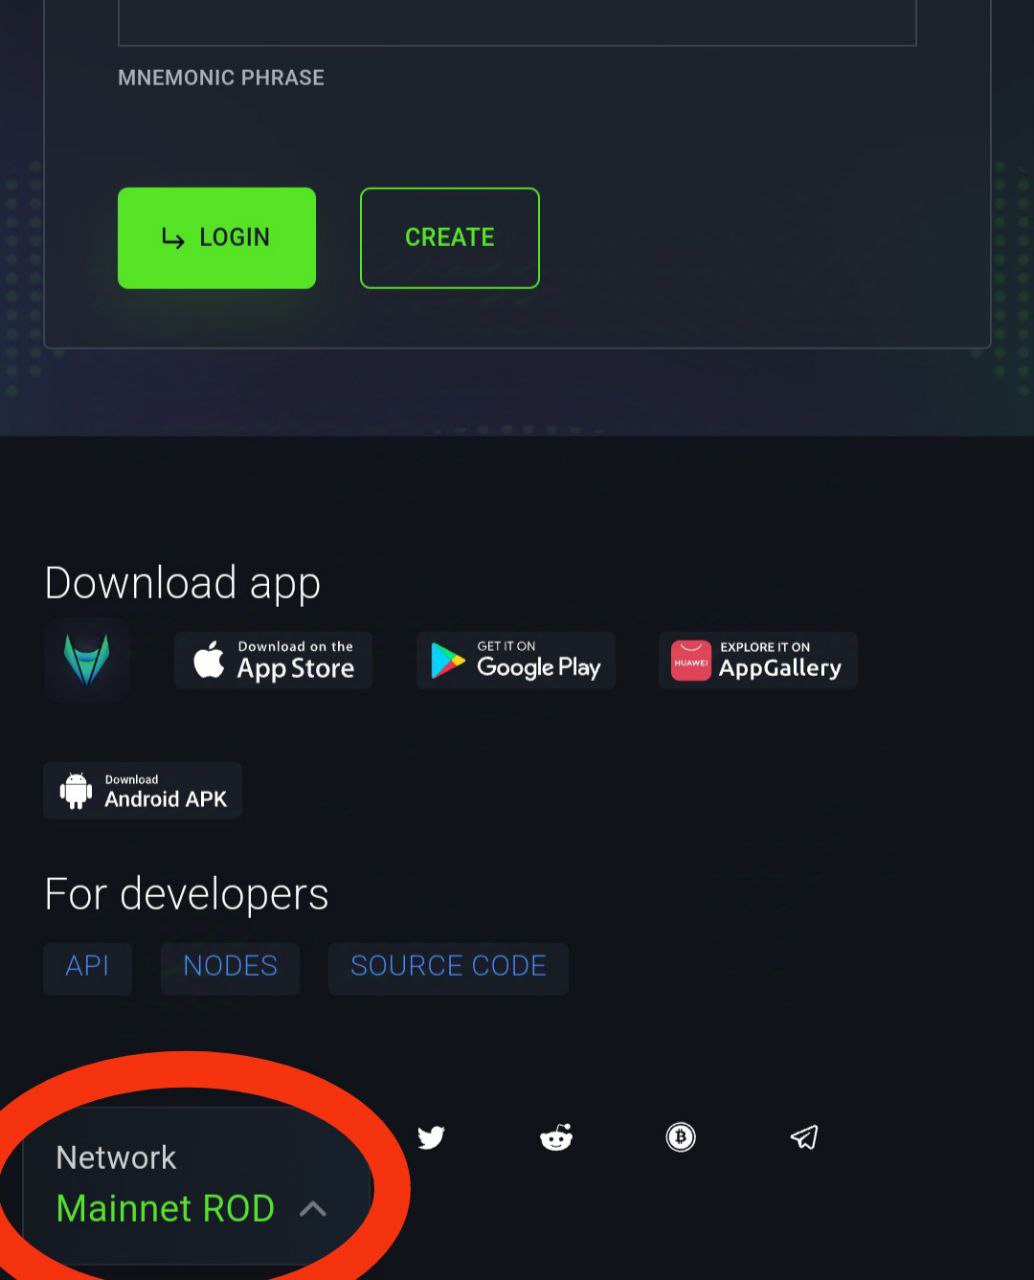 MNEMONIC PHRASE
LOGIN
CREATE
Download app
Download on the
App Store
GET IT ON
Google Play
HUAWEI
EXPLORE IT ON
AppGallery
Download
Android APK
For developers
API
NODES
SOURCE CODE
Network
Mainnet ROD